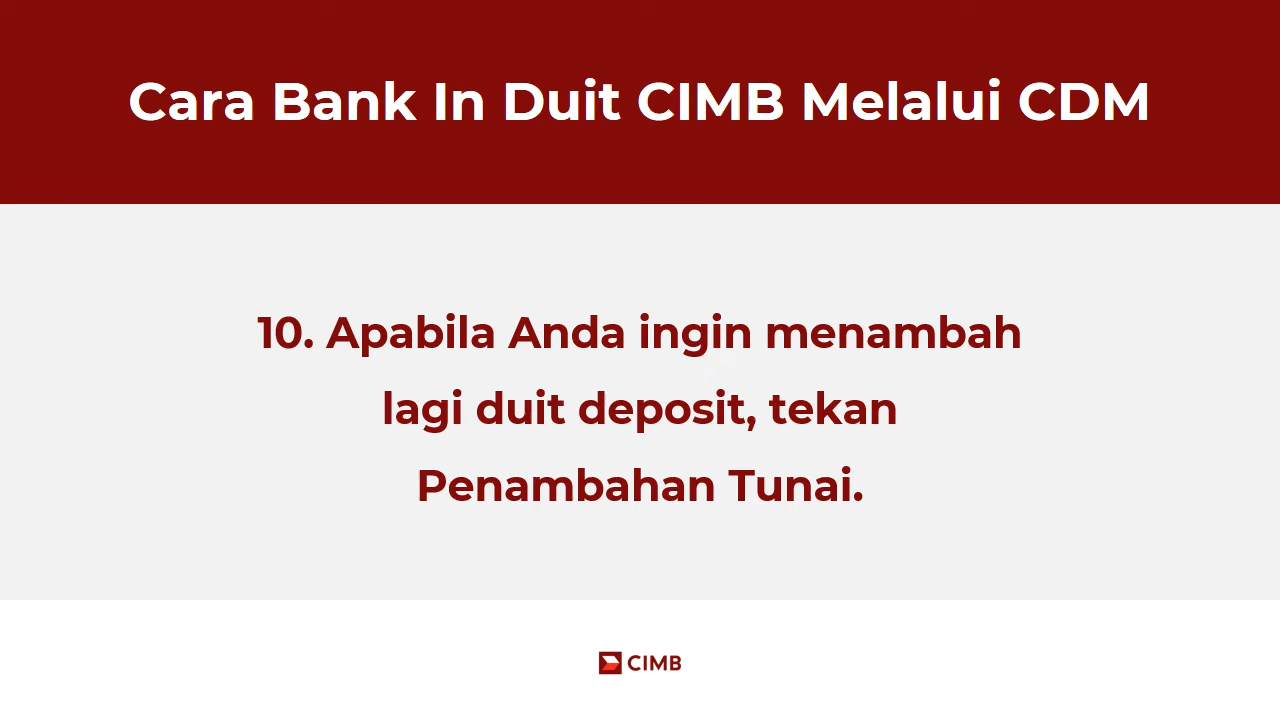 Cara Bank In Duit CIMB Melalui CDM
10. Apabila Anda ingin menambah
lagi duit deposit, tekan
Penambahan Tunai.
CIMB